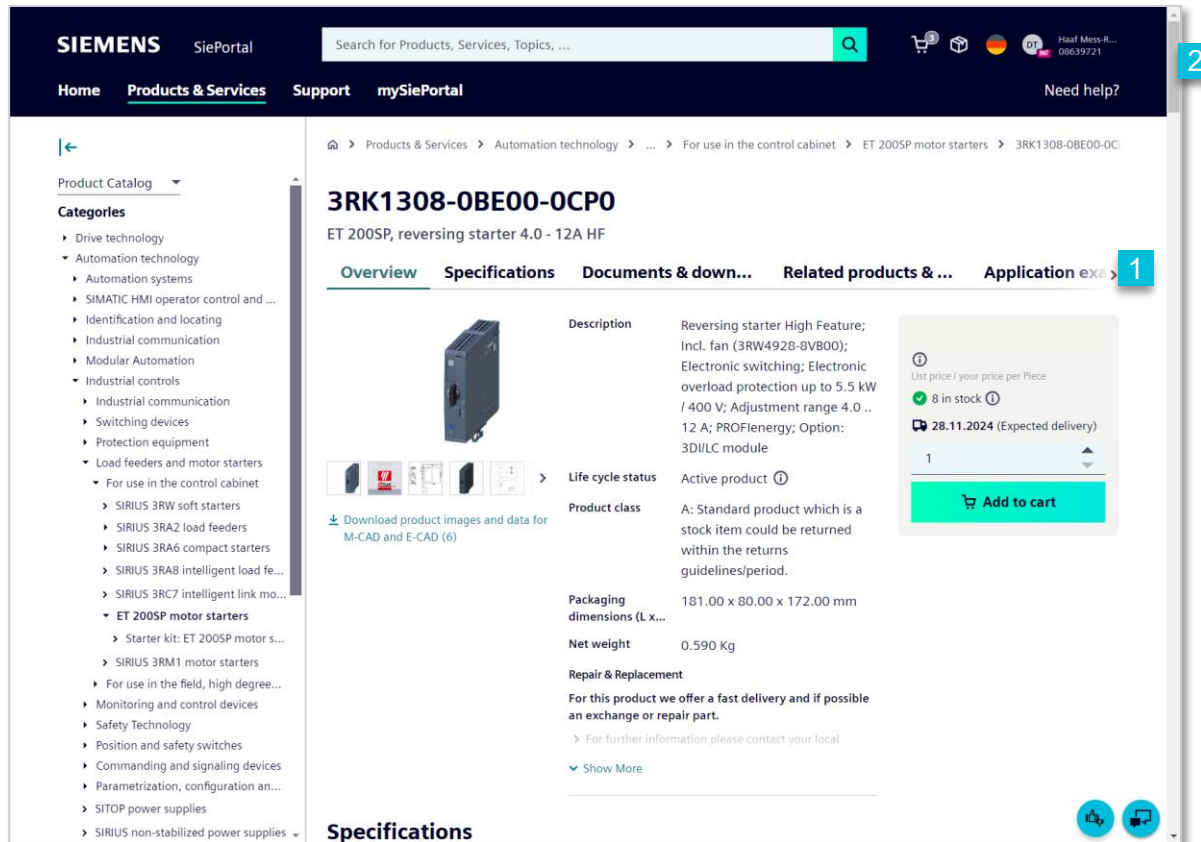 SIEMENS SiePortal
Search for Products, Services, Topics, ...
3
DT
INT
Haaf Mess-R...
08639721
2
Home Products & Services Support mySiePortal Need help?
Products & Services > Automation technology > ... > For use in the control cabinet > ET 200SP motor starters > 3RK1308-0BE00-0C
Product Catalog
Categories
Drive technology
Automation technology
Automation systems
SIMATIC HMI operator control and ...
Identification and locating
Industrial communication
Modular Automation
Industrial controls
Industrial communication
Switching devices
Protection equipment
Load feeders and motor starters
For use in the control cabinet
SIRIUS 3RW soft starters
SIRIUS 3RA2 load feeders
SIRIUS 3RA6 compact starters
SIRIUS 3RA8 intelligent load fe...
SIRIUS 3RC7 intelligent link mo...
ET 200SP motor starters
Starter kit: ET 200SP motor s...
SIRIUS 3RM1 motor starters
For use in the field, high degree...
Monitoring and control devices
Safety Technology
Position and safety switches
Commanding and signaling devices
Parametrization, configuration an...
SITOP power supplies
SIRIUS non-stabilized power supplies
3RK1308-0BE00-0CP0
ET 200SP, reversing starter 4.0 - 12A HF
Overview Specifications Documents & down... Related products & ... Application exa
1
Download product images and data for
M-CAD and E-CAD (6)
Description
Reversing starter High Feature;
Incl. fan (3RW4928-8VB00);
Electronic switching; Electronic
overload protection up to 5.5 kW
/ 400 V; Adjustment range 4.0 ..
12 A; PROFIenergy; Option:
3DI/LC module
Life cycle status Active product
Product class
A: Standard product which is a
stock item could be returned
within the returns
guidelines/period.
Packaging
dimensions (L x...
181.00 x 80.00 x 172.00 mm
Net weight 0.590 Kg
Repair & Replacement
For this product we offer a fast delivery and if possible
an exchange or repair part.
For further information please contact your local
Show More
List price / your price per Piece
8 in stock
28.11.2024 (Expected delivery)
1
Add to cart
Specifications